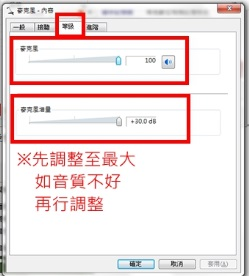 麥克風 - 內容
一般 接聽 等級 進階
麥克風
100
麥克風增量
+30.0 dB
※先調整至最大
如音質不好
再行調整
確定 取消 套用(A)